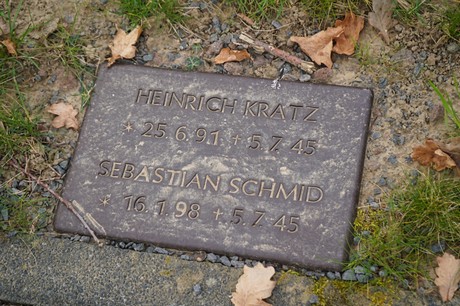 HEINRICH KRATZ
* 25.6.91 + 5.7.45
SEBASTIAN SCHMID
* 16.1.98 + 5.7.45